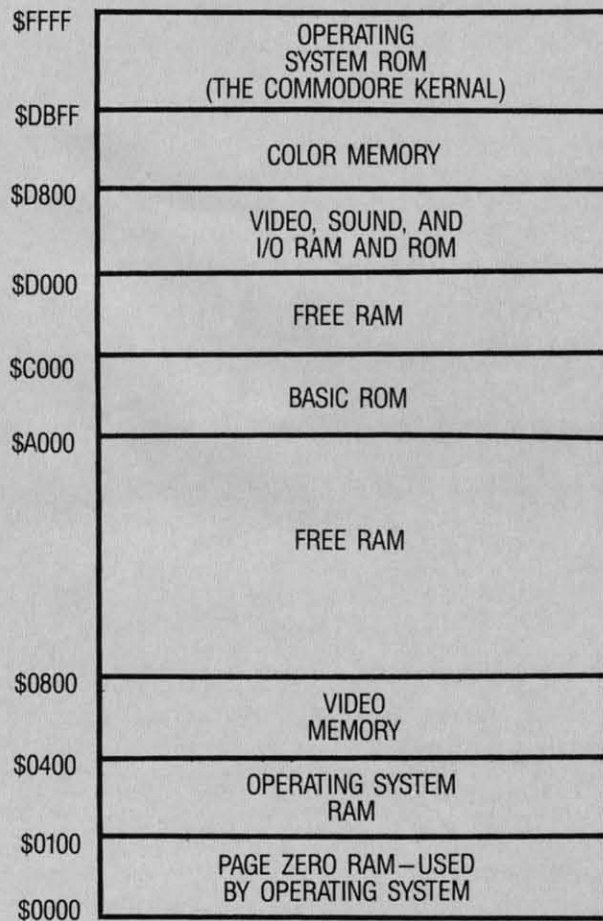 $FFFF
OPERATING
SYSTEM ROM
(THE COMMODORE KERNAL)
$DBFF
COLOR MEMORY
$D800
VIDEO, SOUND, AND
I/O RAM AND ROM
$D000
FREE RAM
$C000
BASIC ROM
$A000
FREE RAM
$0800
VIDEO
MEMORY
$0400
OPERATING SYSTEM
RAM
$0100
PAGE ZERO RAM—USED
BY OPERATING SYSTEM
$0000